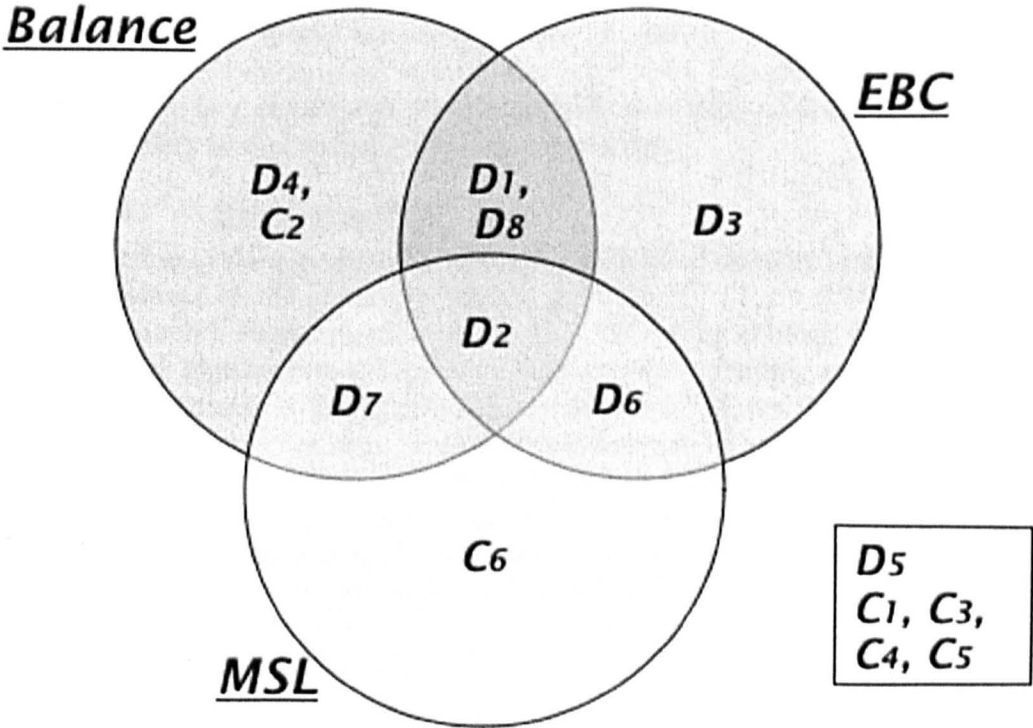 Balance
EBC
D4,
C2
D1,
D8
D3
D2
D7
D6
C6
MSL
D5
C1, C3,
C4, C5